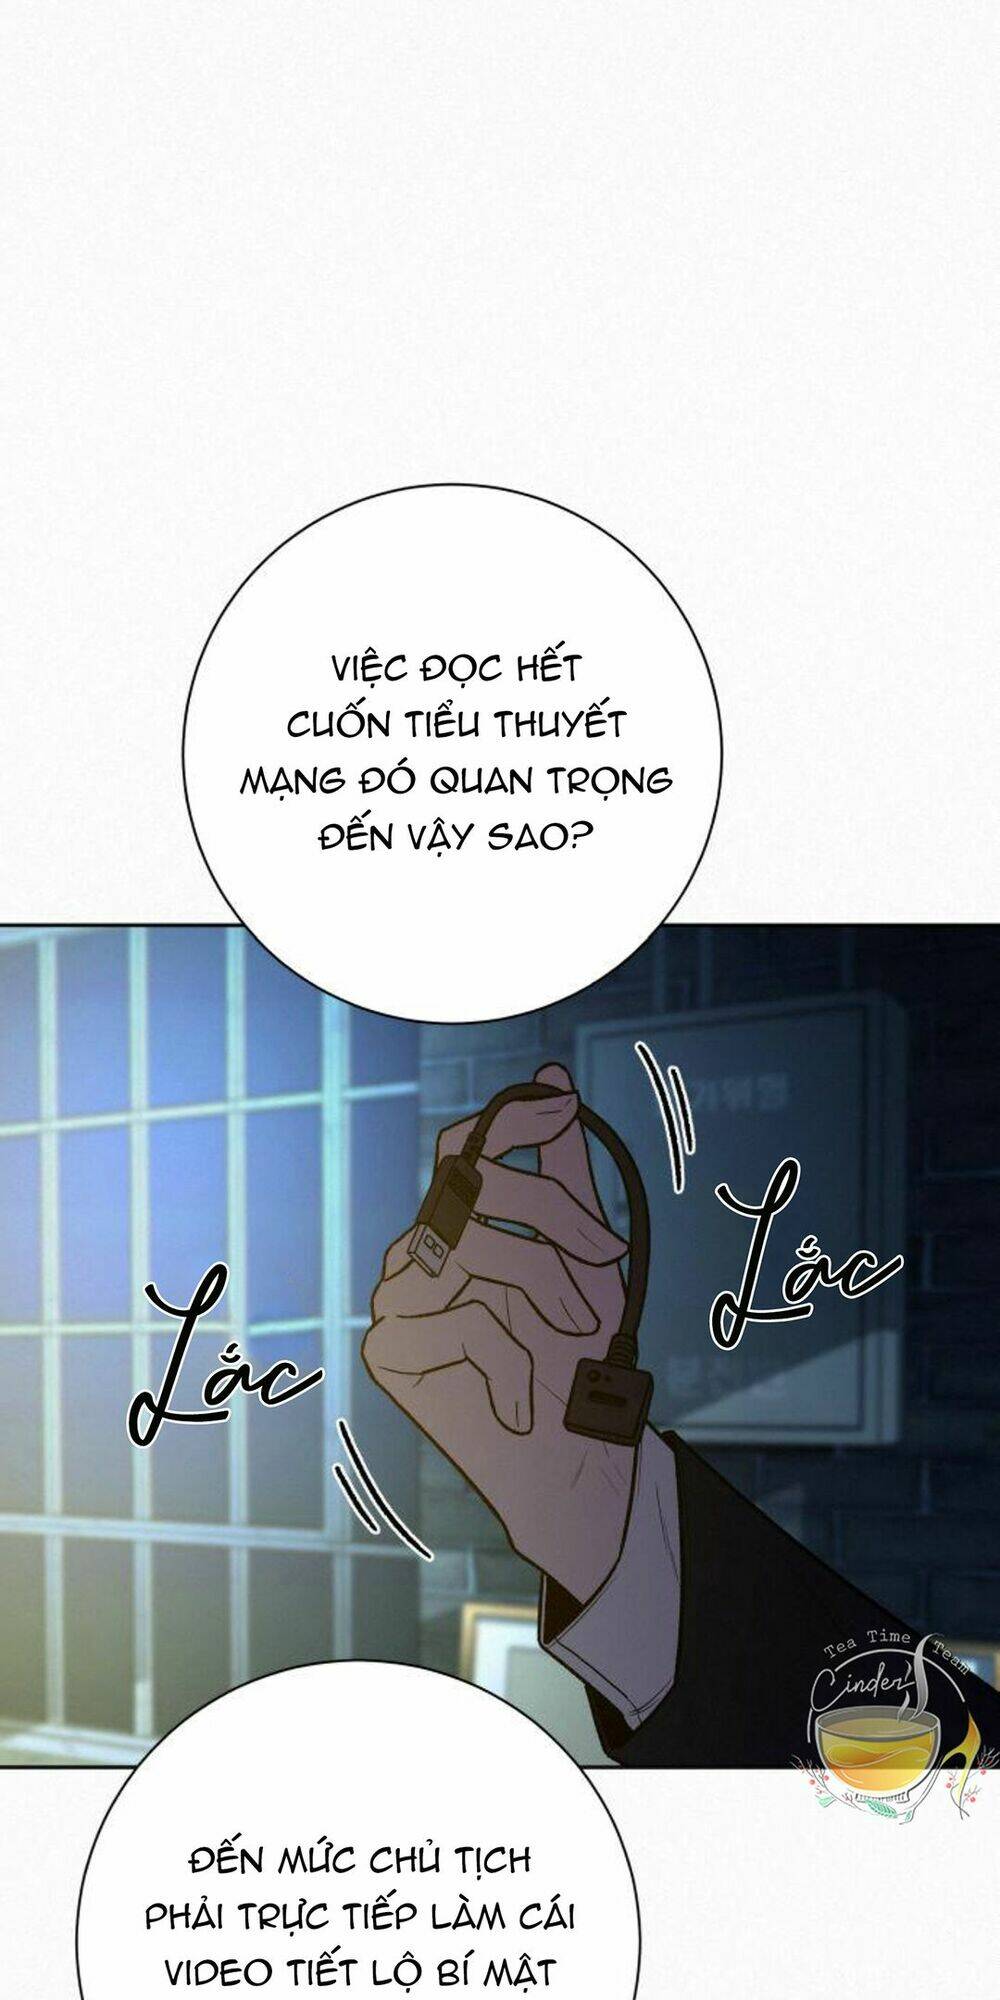 VIỆC ĐỌC HẾT
CUỐN TIỂU THUYẾT
MẠNG ĐÓ QUAN TRỌNG
ĐẾN VẬY SAO?
Lắc
Lắc
Tea Time Team
Cinder's
ĐẾN MỨC CHỦ TỊCH
PHẢI TRỰC TIẾP LÀM CÁI
VIDEO TIẾT LỘ BÍ MẬT